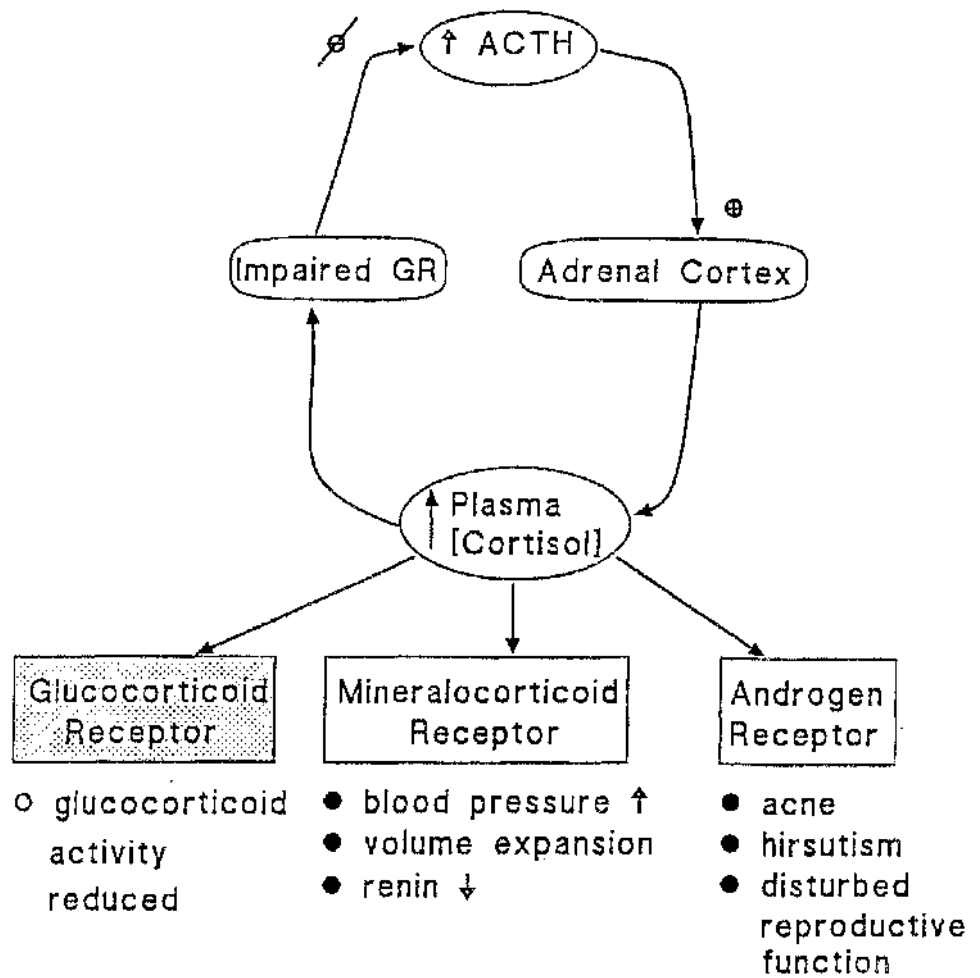 ⊖
↑ ACTH
⊕
Impaired GR
Adrenal Cortex
↑ Plasma
[Cortisol]
Glucocorticoid
Receptor
Mineralocorticoid
Receptor
Androgen
Receptor
○ glucocorticoid
activity
reduced
● blood pressure ↑
● volume expansion
● renin ↓
● acne
● hirsutism
● disturbed
reproductive
function